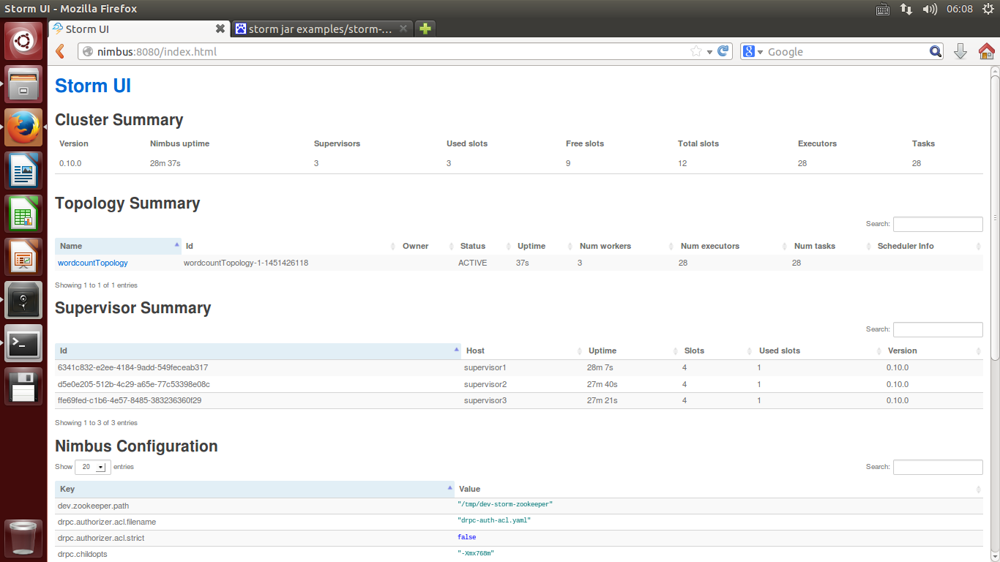 Storm UI - Mozilla Firefox 06:08
Storm UI storm jar examples/storm-...
nimbus:8080/index.html Google
Storm UI
Cluster Summary
Version Nimbus uptime Supervisors Used slots Free slots Total slots Executors Tasks
0.10.0 28m 37s 3 3 9 12 28 28
Topology Summary
Search:
Name Id Owner Status Uptime Num workers Num executors Num tasks Scheduler Info
wordcountTopology wordcountTopology-1-1451426118 ACTIVE 37s 3 28 28
Showing 1 to 1 of 1 entries
Supervisor Summary
Search:
Id Host Uptime Slots Used slots Version
6341c832-e2ee-4184-9add-549feceab317 supervisor1 28m 7s 4 1 0.10.0
d5e0e205-512b-4c29-a65e-77c53398e08c supervisor2 27m 40s 4 1 0.10.0
ffe69fed-c1b6-4e57-8485-383236360f29 supervisor3 27m 21s 4 1 0.10.0
Showing 1 to 3 of 3 entries
Nimbus Configuration
Show 20 entries Search:
Key Value
dev.zookeeper.path "/tmp/dev-storm-zookeeper"
drpc.authorizer.acl.filename "drpc-auth-acl.yaml"
drpc.authorizer.acl.strict false
drpc.childopts "-Xmx768m"